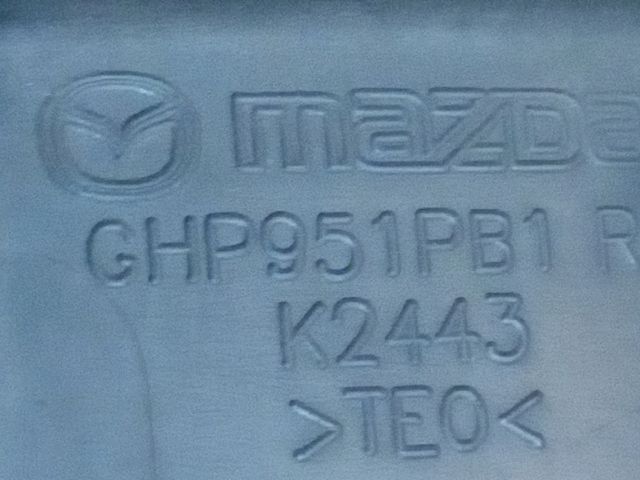 mazda
GHP951PB1 R
K2443
>TEO<